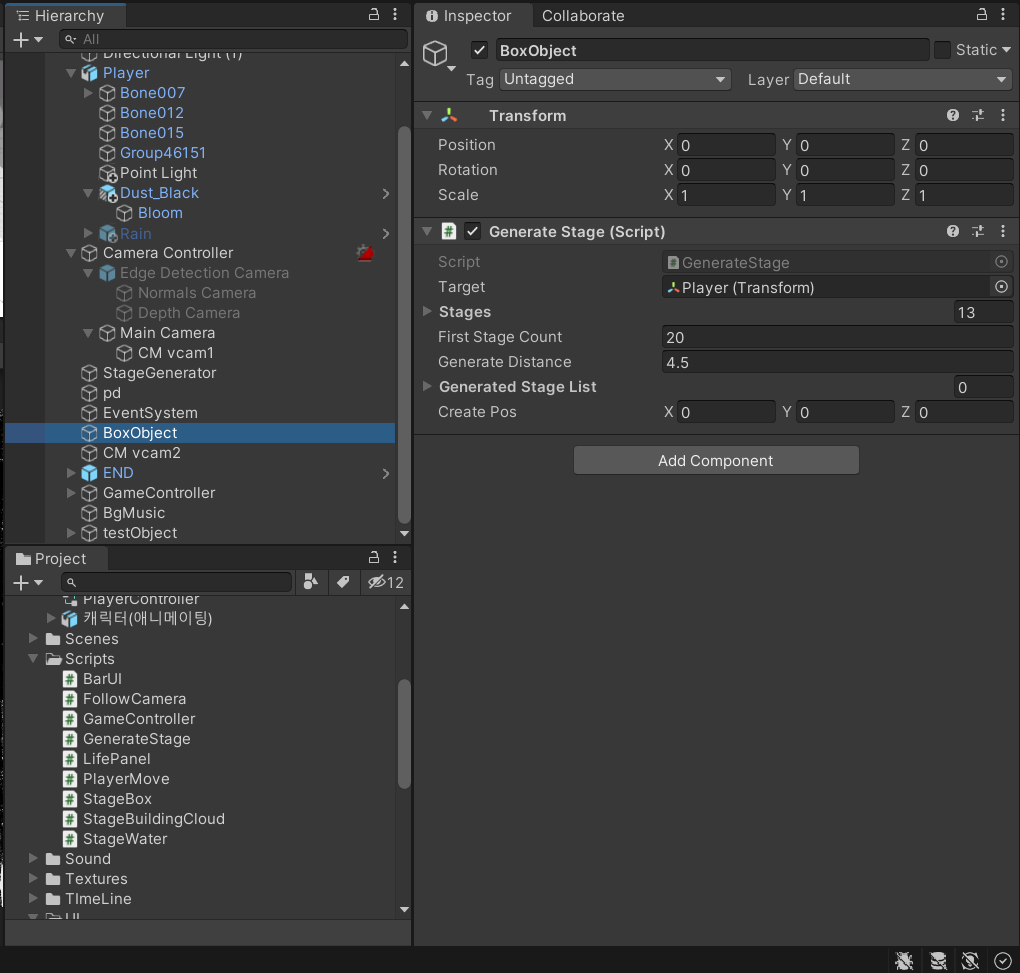 Hierarchy
All
Directional Light (1)
Player
Bone007
Bone012
Bone015
Group46151
Point Light
Dust_Black
Bloom
Rain
Camera Controller
Edge Detection Camera
Normals Camera
Depth Camera
Main Camera
CM vcam1
StageGenerator
pd
EventSystem
BoxObject
CM vcam2
END
GameController
BgMusic
testObject
Project
12
PlayerController
캐릭터(애니메이팅)
Scenes
Scripts
BarUI
FollowCamera
GameController
GenerateStage
LifePanel
PlayerMove
StageBox
StageBuildingCloud
StageWater
Sound
Textures
TImeLine
UI
Inspector Collaborate
BoxObject Static
Tag Untagged Layer Default
Transform
Position X 0 Y 0 Z 0
Rotation X 0 Y 0 Z 0
Scale X 1 Y 1 Z 1
Generate Stage (Script)
Script GenerateStage
Target Player (Transform)
Stages 13
First Stage Count 20
Generate Distance 4.5
Generated Stage List 0
Create Pos X 0 Y 0 Z 0
Add Component